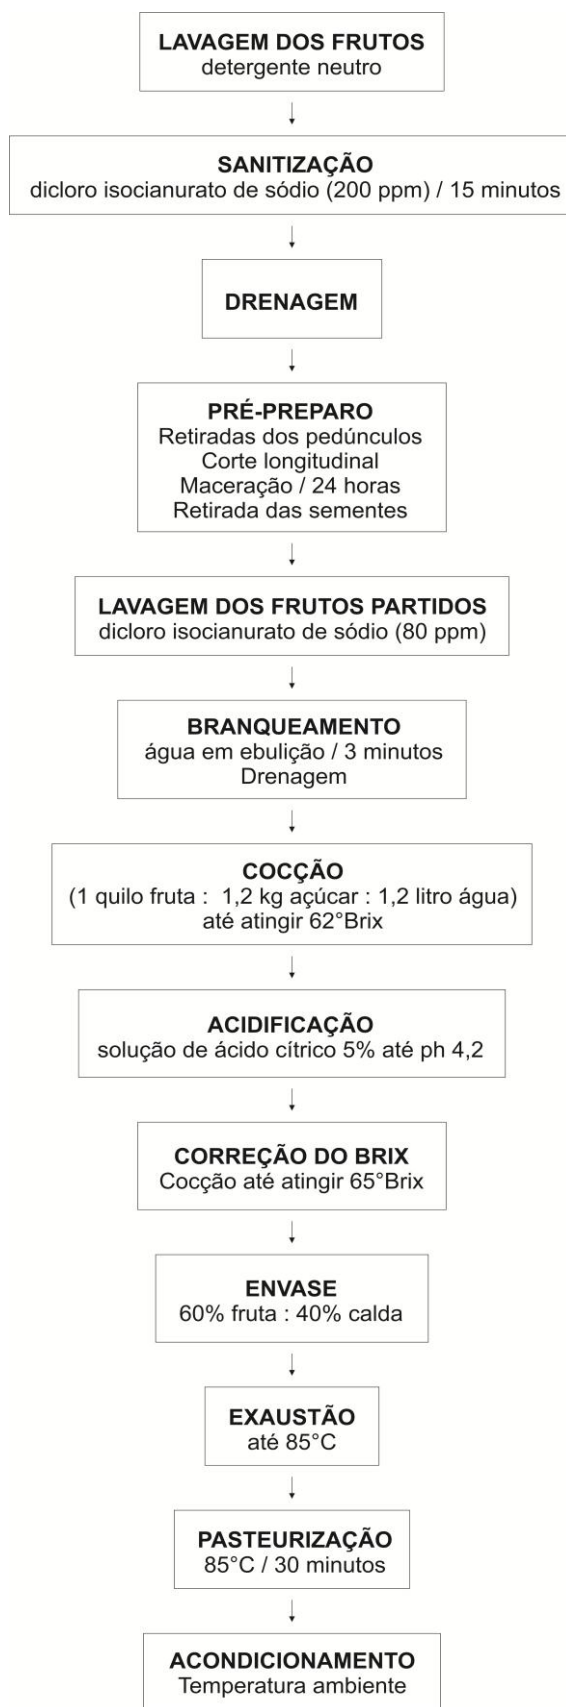 LAVAGEM DOS FRUTOS
detergente neutro
SANITIZAÇÃO
dicloro isocianurato de sódio (200 ppm) / 15 minutos
DRENAGEM
PRÉ-PREPARO
Retiradas dos pedúnculos
Corte longitudinal
Maceração / 24 horas
Retirada das sementes
LAVAGEM DOS FRUTOS PARTIDOS
dicloro isocianurato de sódio (80 ppm)
BRANQUEAMENTO
água em ebulição / 3 minutos
Drenagem
COCÇÃO
(1 quilo fruta : 1,2 kg açúcar : 1,2 litro água)
até atingir 62°Brix
ACIDIFICAÇÃO
solução de ácido cítrico 5% até ph 4,2
CORREÇÃO DO BRIX
Cocção até atingir 65°Brix
ENVASE
60% fruta : 40% calda
EXAUSTÃO
até 85°C
PASTEURIZAÇÃO
85°C / 30 minutos
ACONDICIONAMENTO
Temperatura ambiente